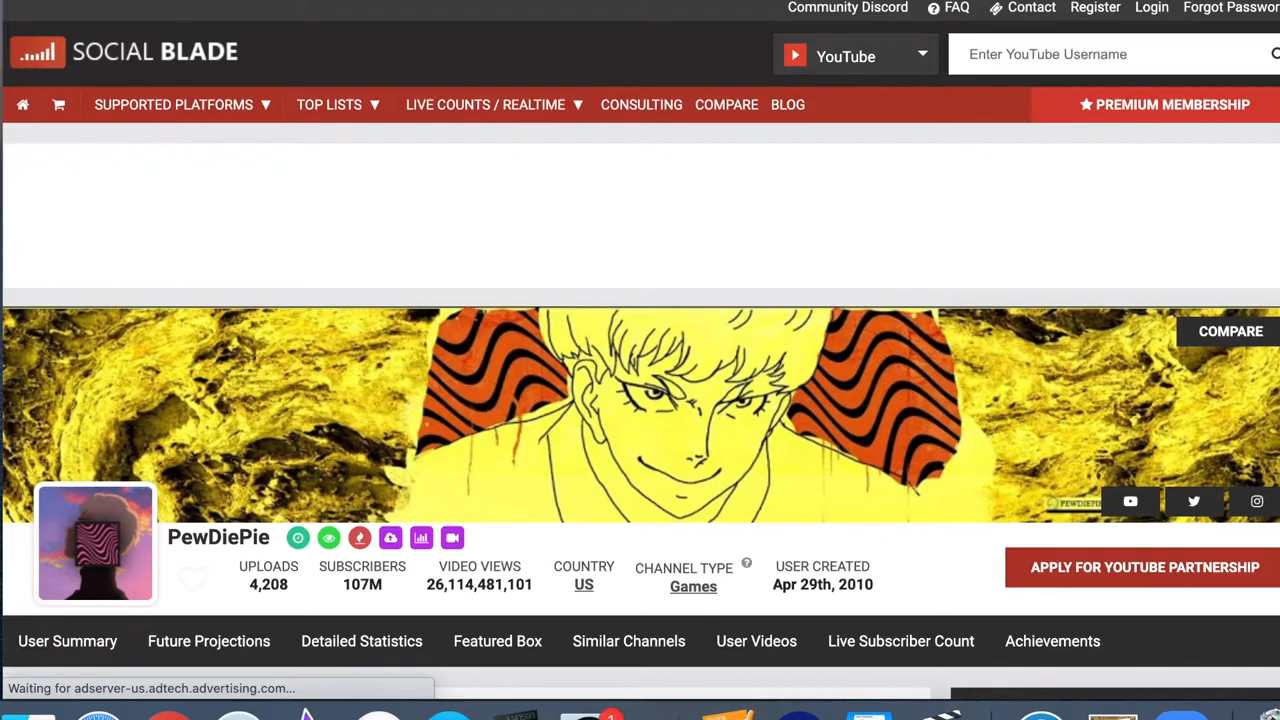 Community Discord FAQ Contact Register Login Forgot Passwor
SOCIAL BLADE YouTube Enter YouTube Username
SUPPORTED PLATFORMS ▼ TOP LISTS ▼ LIVE COUNTS / REALTIME ▼ CONSULTING COMPARE BLOG PREMIUM MEMBERSHIP
COMPARE
PEWDIEPIE
PewDiePie
UPLOADS SUBSCRIBERS VIDEO VIEWS COUNTRY CHANNEL TYPE USER CREATED
4,208 107M 26,114,481,101 US Games Apr 29th, 2010
APPLY FOR YOUTUBE PARTNERSHIP
User Summary Future Projections Detailed Statistics Featured Box Similar Channels User Videos Live Subscriber Count Achievements
Waiting for adserver-us.adtech.advertising.com...
1